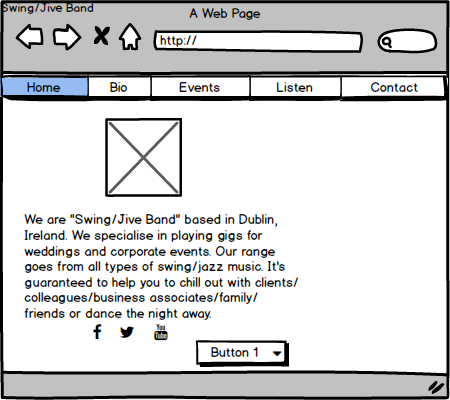 Swing/Jive Band
A Web Page
http://
Home Bio Events Listen Contact
We are "Swing/Jive Band" based in Dublin,
Ireland. We specialise in playing gigs for
weddings and corporate events. Our range
goes from all types of swing/jazz music. It's
guaranteed to help you to chill out with clients/
colleagues/business associates/family/
friends or dance the night away.
You
Tube
Button 1